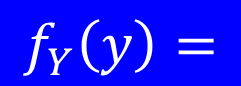 f_Y(y) =